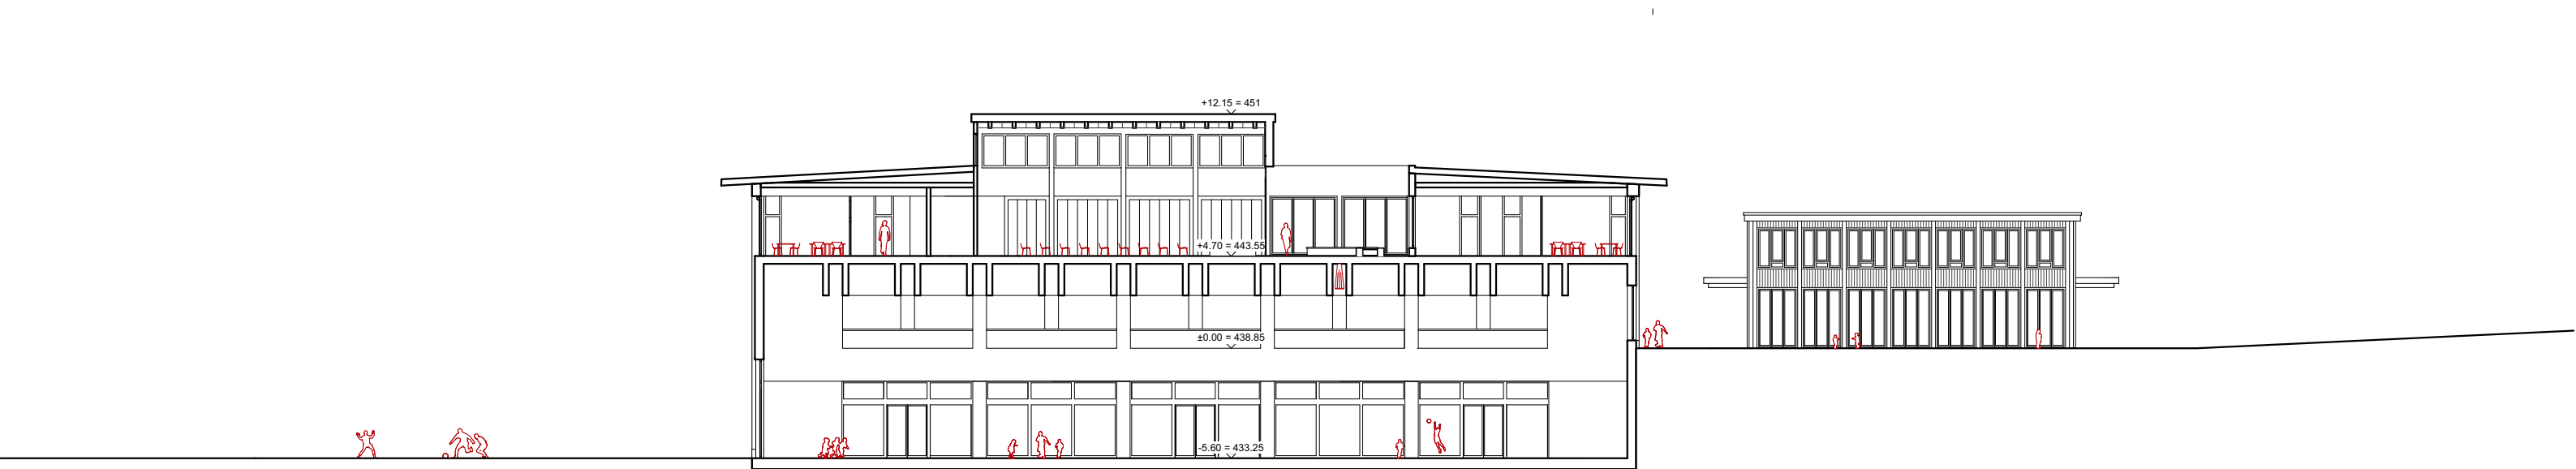 +12.15 = 451
+4.70 = 443.55
±0.00 = 438.85
-5.60 = 433.25